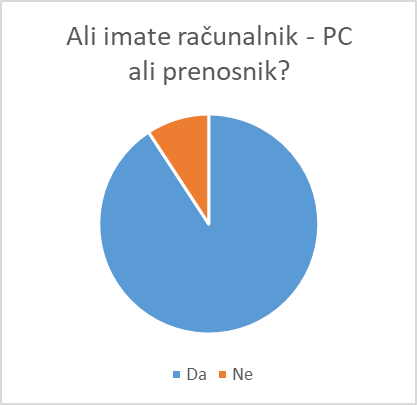 Ali imate računalnik - PC
ali prenosnik?
Da Ne